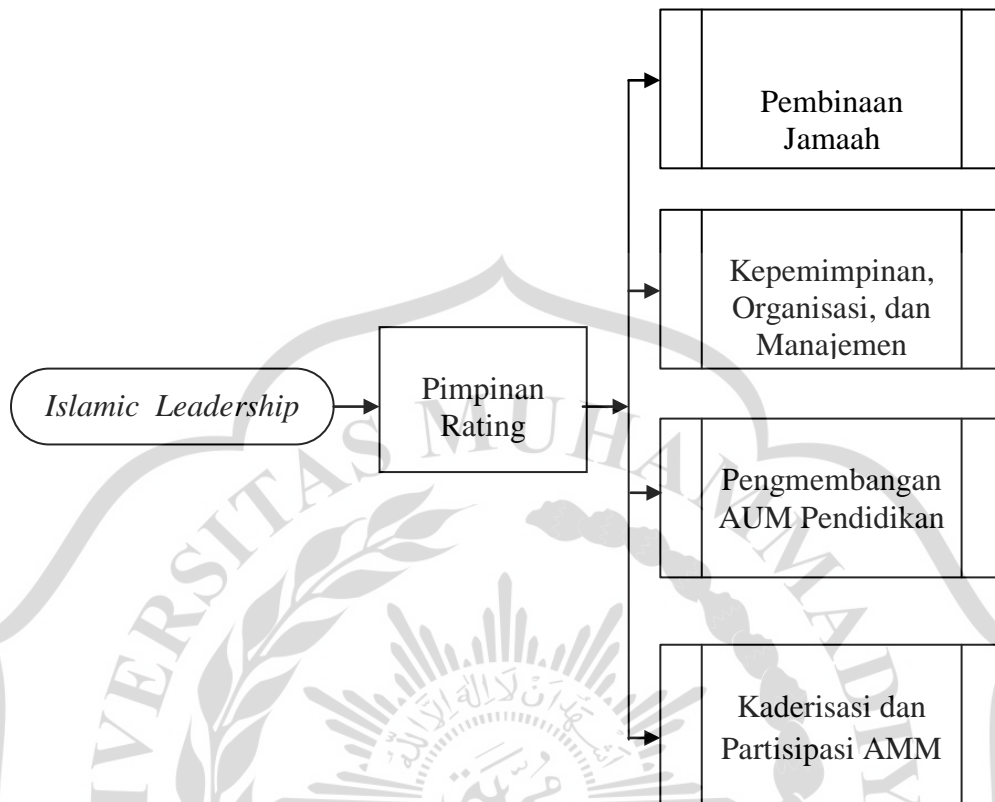 Pembinaan
Jamaah
Kepemimpinan,
Organisasi, dan
Manajemen
Islamic Leadership
Pimpinan
Rating
Pengmembangan
AUM Pendidikan
Kaderisasi dan
Partisipasi AMM